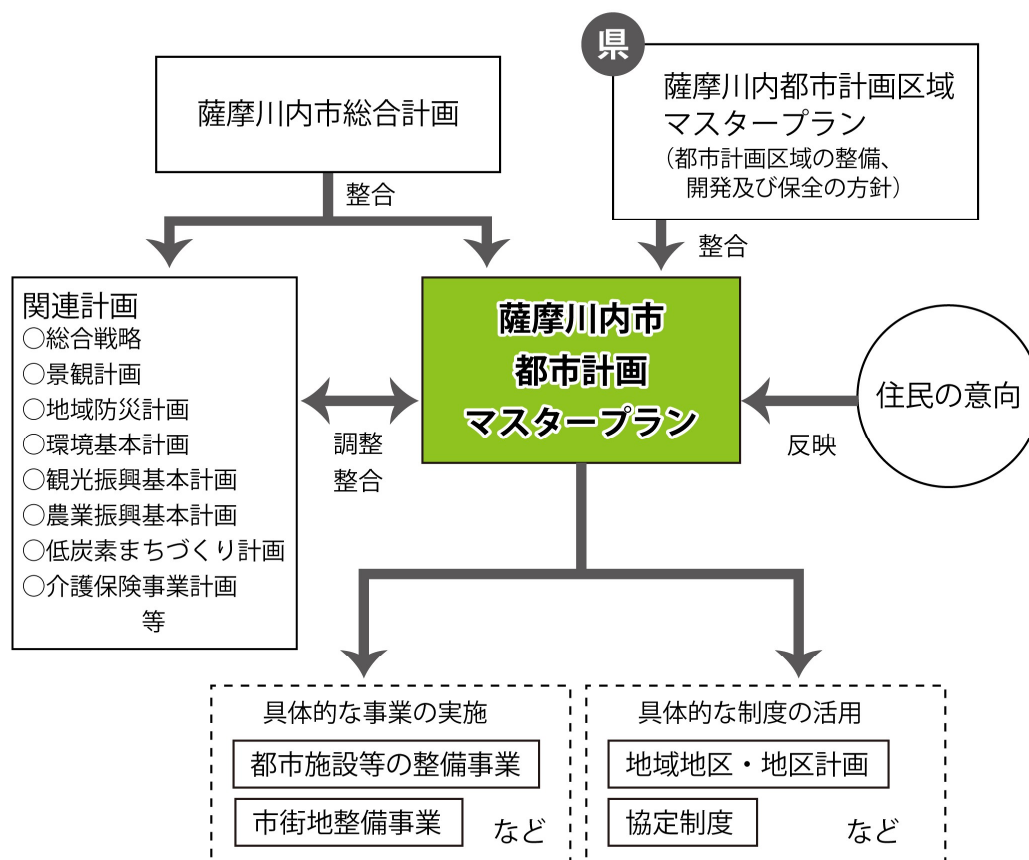 県
薩摩川内市総合計画
薩摩川内都市計画区域
マスタープラン
（都市計画区域の整備、
開発及び保全の方針）
整合
整合
関連計画
○総合戦略
○景観計画
○地域防災計画
○環境基本計画
○観光振興基本計画
○農業振興基本計画
○低炭素まちづくり計画
○介護保険事業計画
等
薩摩川内市
都市計画
マスタープラン
調整
整合
住民の意向
反映
具体的な事業の実施
都市施設等の整備事業
市街地整備事業
など
具体的な制度の活用
地域地区・地区計画
協定制度
など